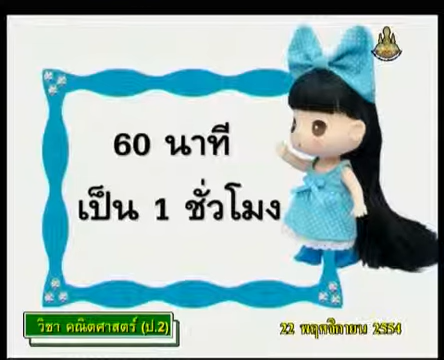 60 นาที
เป็น 1 ชั่วโมง
วิชา คณิตศาสตร์ (ป.2)
22 พฤศจิกายน 2554